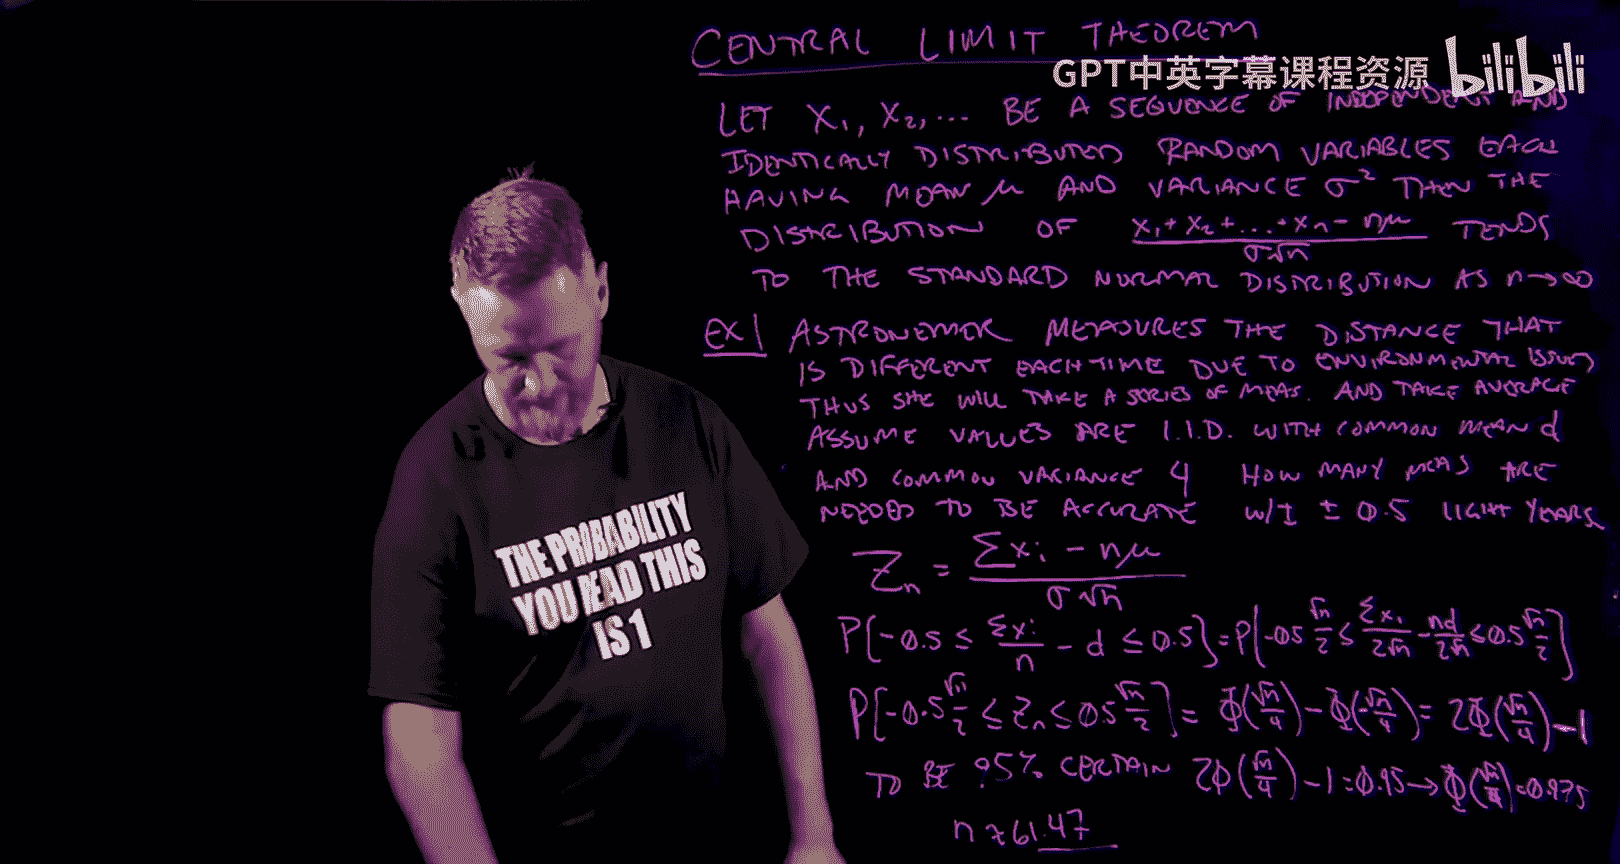 CENTRAL LIMIT THEOREM
GPT中英字幕课程资源 bilibili
LET X₁, X₂, ... BE A SEQUENCE OF INDEPENDENT AND
IDENTICALLY DISTRIBUTED RANDOM VARIABLES EACH
HAVING MEAN μ AND VARIANCE σ² THEN THE
DISTRIBUTION OF (X₁ + X₂ + ... + Xₙ - nμ)/(σ√n) TENDS
TO THE STANDARD NORMAL DISTRIBUTION AS n→∞
EX1 ASTRONEMER MEASURES THE DISTANCE THAT
IS DIFFERENT EACH TIME DUE TO ENVIRONMENTAL ISSUES
THUS SHE WILL TAKE A SERIES OF MEAS. AND TAKE AVERAGE
ASSUME VALUES ARE I.I.D. WITH COMMON MEAN d
AND COMMON VARIANCE 4 HOW MANY MEAS ARE
NEEDED TO BE ACCURATE W/I ± 0.5 LIGHT YEARS
Zₙ = (Σxᵢ - nμ)/(σ√n)
P[-0.5 ≤ Σxᵢ/n - d ≤ 0.5] = P[-0.5 √n/2 ≤ Σxᵢ/(2√n) - nd/(2√n) ≤ 0.5 √n/2]
P[-0.5 √n/2 ≤ Zₙ ≤ 0.5 √n/2] = Φ(√n/4) - Φ(-√n/4) = 2Φ(√n/4) - 1
TO BE 95% CERTAIN 2Φ(√n/4) - 1 = 0.95 → Φ(√n/4) = 0.975
n ≥ 61.47
THE PROBABILITY
YOU READ THIS
IS 1